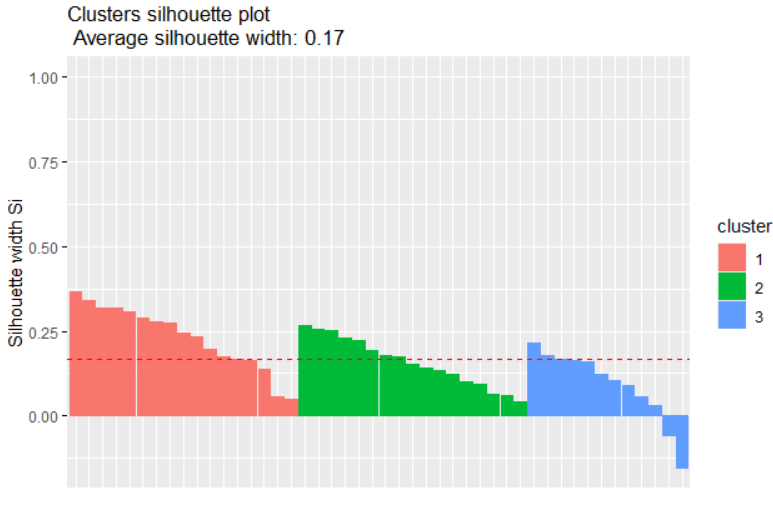 Clusters silhouette plot
Average silhouette width: 0.17
1.00
0.75
0.50
0.25
0.00
Silhouette width Si
cluster
1
2
3